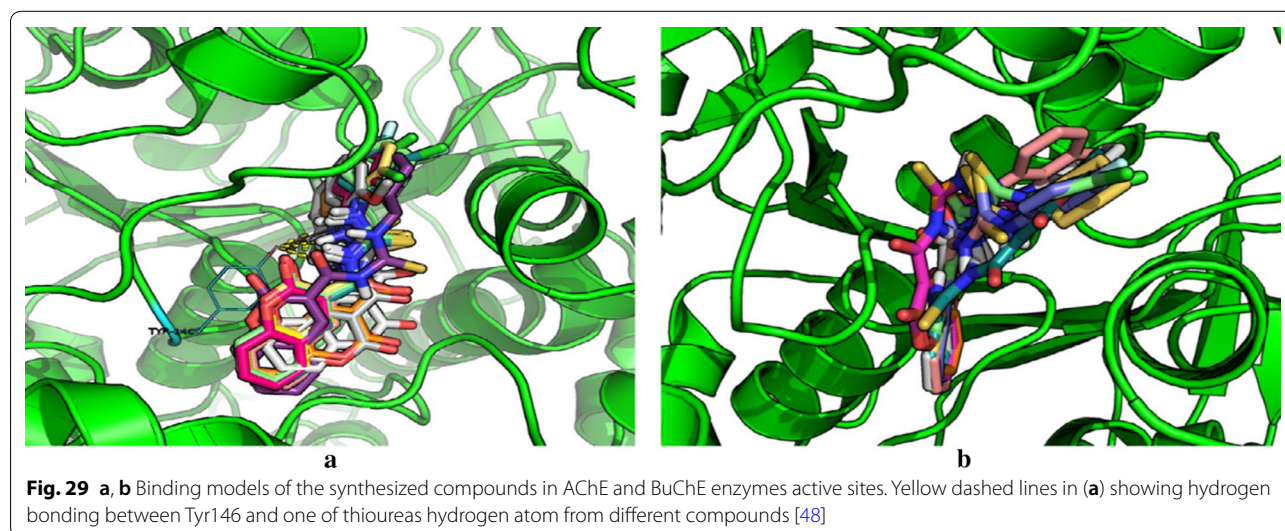 a
b
Fig. 29 a, b Binding models of the synthesized compounds in AChE and BuChE enzymes active sites. Yellow dashed lines in (a) showing hydrogen
bonding between Tyr146 and one of thioureas hydrogen atom from different compounds [48]